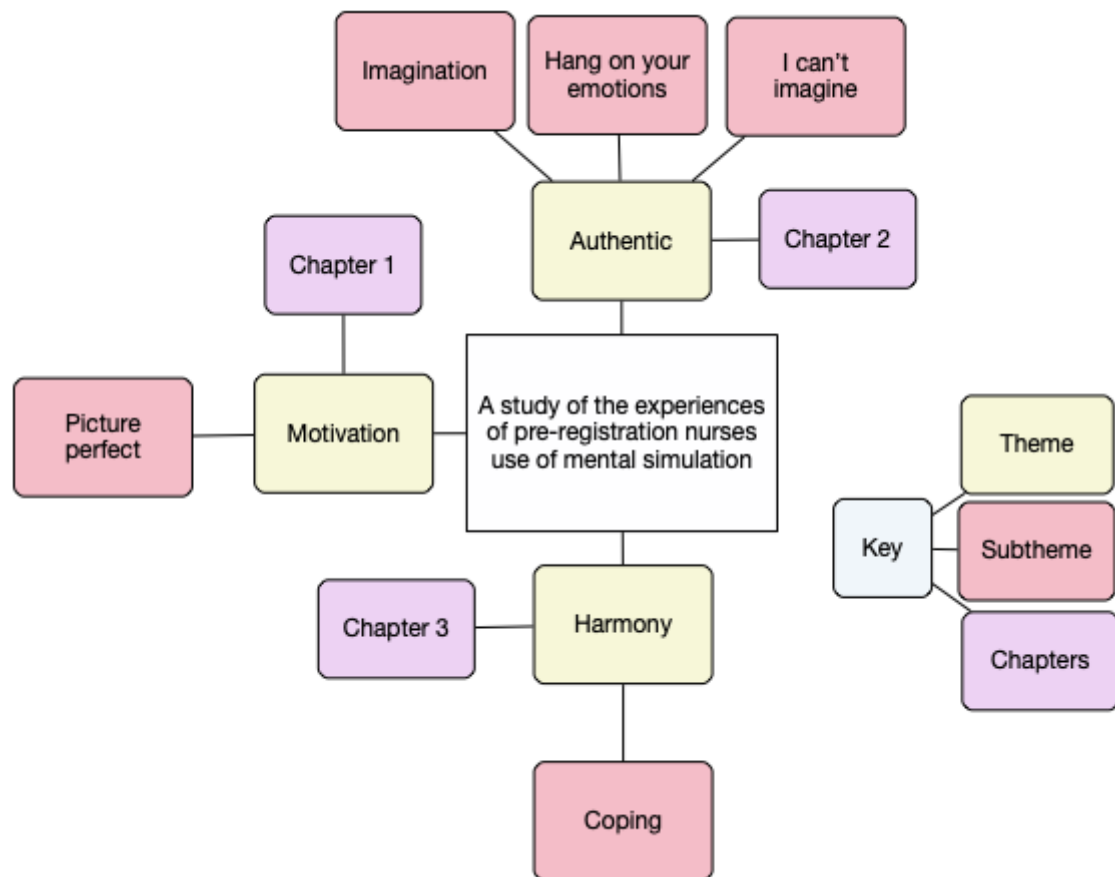 Imagination
Hang on your
emotions
I can't
imagine
Authentic
Chapter 2
Chapter 1
Picture
perfect
Motivation
A study of the experiences
of pre-registration nurses
use of mental simulation
Theme
Key
Subtheme
Chapters
Chapter 3
Harmony
Coping